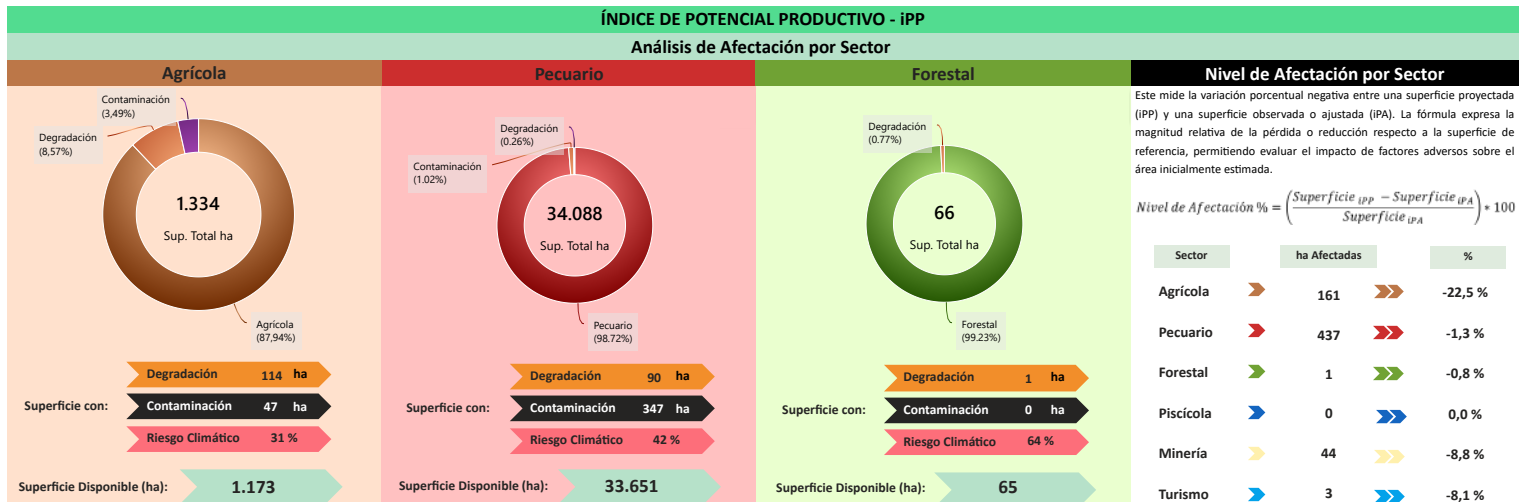 ÍNDICE DE POTENCIAL PRODUCTIVO - iPP
Análisis de Afectación por Sector
Agrícola
Contaminación
(3,49%)
Degradación
(8,57%)
1.334
Sup. Total ha
Agrícola
(87,94%)
Superficie con:
Degradación 114 ha
Contaminación 47 ha
Riesgo Climático 31 %
Superficie Disponible (ha): 1.173
Pecuario
Degradación
(0.26%)
Contaminación
(1.02%)
34.088
Sup. Total ha
Pecuario
(98.72%)
Superficie con:
Degradación 90 ha
Contaminación 347 ha
Riesgo Climático 42 %
Superficie Disponible (ha): 33.651
Forestal
Degradación
(0.77%)
66
Sup. Total ha
Forestal
(99.23%)
Superficie con:
Degradación 1 ha
Contaminación 0 ha
Riesgo Climático 64 %
Superficie Disponible (ha): 65
Nivel de Afectación por Sector
Este mide la variación porcentual negativa entre una superficie proyectada
(iPP) y una superficie observada o ajustada (iPA). La fórmula expresa la
magnitud relativa de la pérdida o reducción respecto a la superficie de
referencia, permitiendo evaluar el impacto de factores adversos sobre el
área inicialmente estimada.
Nivel de Afectación % = (Superficie iPP − Superficie iPA / Superficie iPA) * 100
Sector ha Afectadas %
Agrícola 161 -22,5 %
Pecuario 437 -1,3 %
Forestal 1 -0,8 %
Piscícola 0 0,0 %
Minería 44 -8,8 %
Turismo 3 -8,1 %